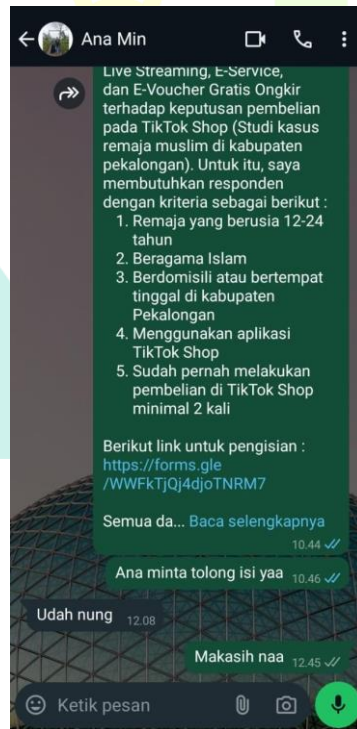 Ana Min
Live Streaming, E-Service,
dan E-Voucher Gratis Ongkir
terhadap keputusan pembelian
pada TikTok Shop (Studi kasus
remaja muslim di kabupaten
pekalongan). Untuk itu, saya
membutuhkan responden
dengan kriteria sebagai berikut :
1. Remaja yang berusia 12-24
tahun
2. Beragama Islam
3. Berdomisili atau bertempat
tinggal di kabupaten
Pekalongan
4. Menggunakan aplikasi
TikTok Shop
5. Sudah pernah melakukan
pembelian di TikTok Shop
minimal 2 kali
Berikut link untuk pengisian :
https://forms.gle
/WWFkTjQj4djoTNRM7
Semua da... Baca selengkapnya
10.44
Ana minta tolong isi yaa 10.46
Udah nung 12.08
Makasih naa 12.45
Ketik pesan